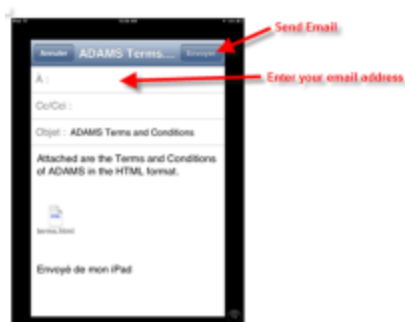 Send Email
Annuler ADAMS Terms.... Envoyer
À :
Enter your email address
Cc/Cci :
Objet : ADAMS Terms and Conditions
Attached are the Terms and Conditions
of ADAMS in the HTML format.
terms.html
Envoyé de mon iPad